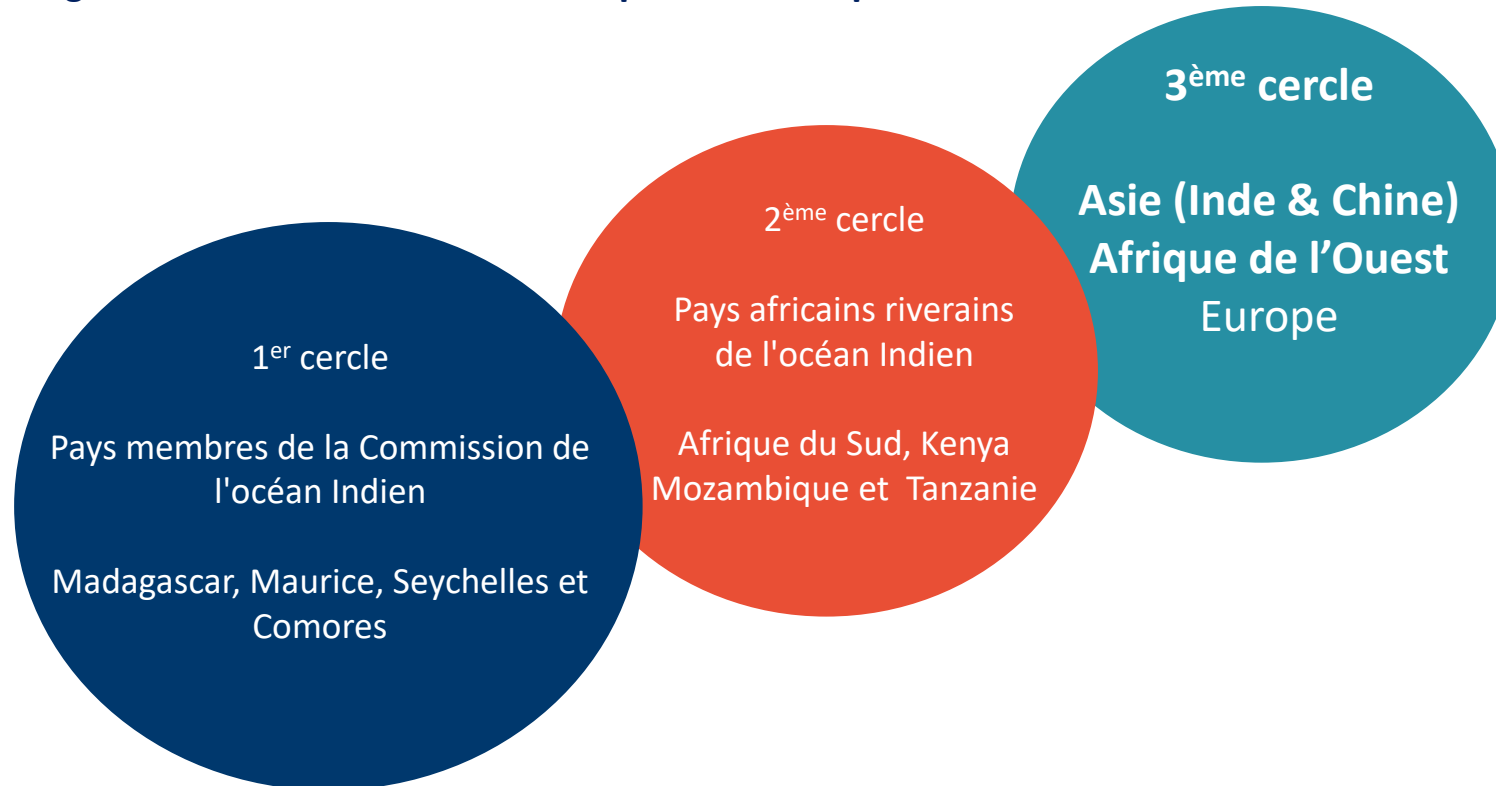 1er cercle
Pays membres de la Commission de
l'océan Indien
Madagascar, Maurice, Seychelles et
Comores
2ème cercle
Pays africains riverains
de l'océan Indien
Afrique du Sud, Kenya
Mozambique et  Tanzanie
3ème cercle
Asie (Inde & Chine)
Afrique de l’Ouest
Europe